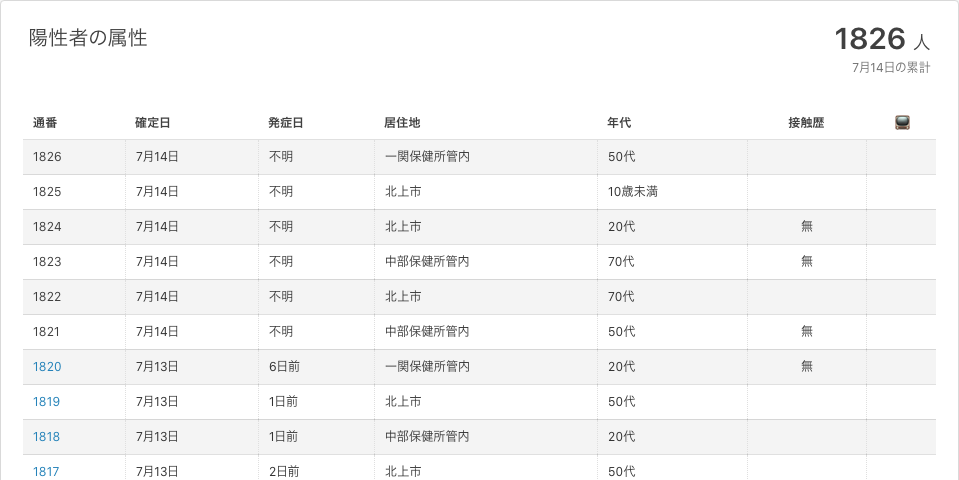 陽性者の属性
1826 人
7月14日の累計
通番 確定日 発症日 居住地 年代 接触歴
1826 7月14日 不明 一関保健所管内 50代
1825 7月14日 不明 北上市 10歳未満
1824 7月14日 不明 北上市 20代 無
1823 7月14日 不明 中部保健所管内 70代 無
1822 7月14日 不明 北上市 70代
1821 7月14日 不明 中部保健所管内 50代 無
1820 7月13日 6日前 一関保健所管内 20代 無
1819 7月13日 1日前 北上市 50代
1818 7月13日 1日前 中部保健所管内 20代
1817 7月13日 2日前 北上市 50代